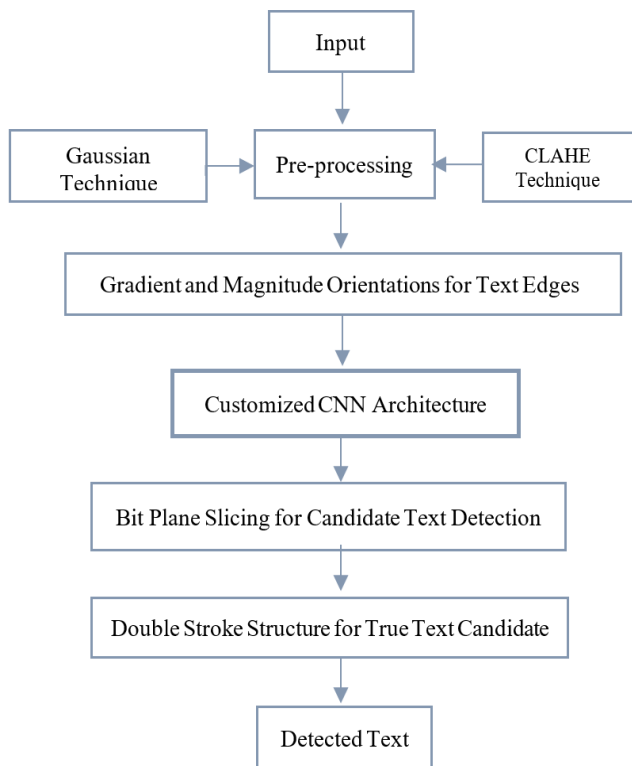 Input
Gaussian
Technique
Pre-processing
CLAHE
Technique
Gradient and Magnitude Orientations for Text Edges
Customized CNN Architecture
Bit Plane Slicing for Candidate Text Detection
Double Stroke Structure for True Text Candidate
Detected Text